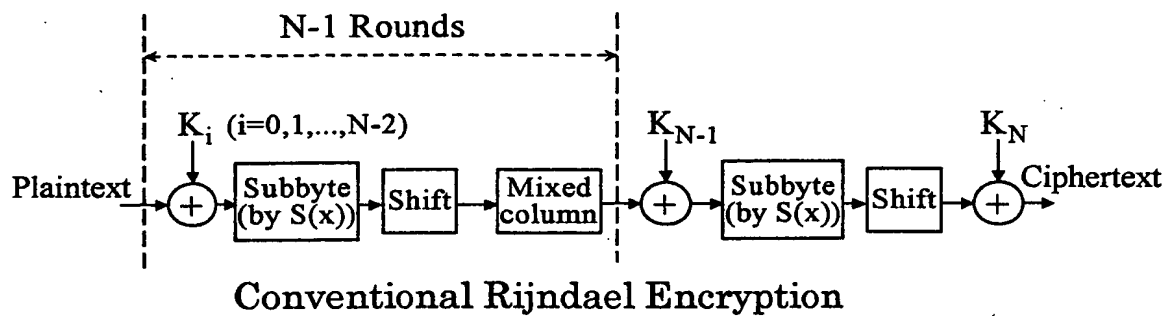 N-1 Rounds
K_i (i=0,1,...,N-2)
K_{N-1}
K_N
Plaintext
+
Subbyte
(by S(x))
Shift
Mixed
column
+
Subbyte
(by S(x))
Shift
+
Ciphertext
Conventional Rijndael Encryption